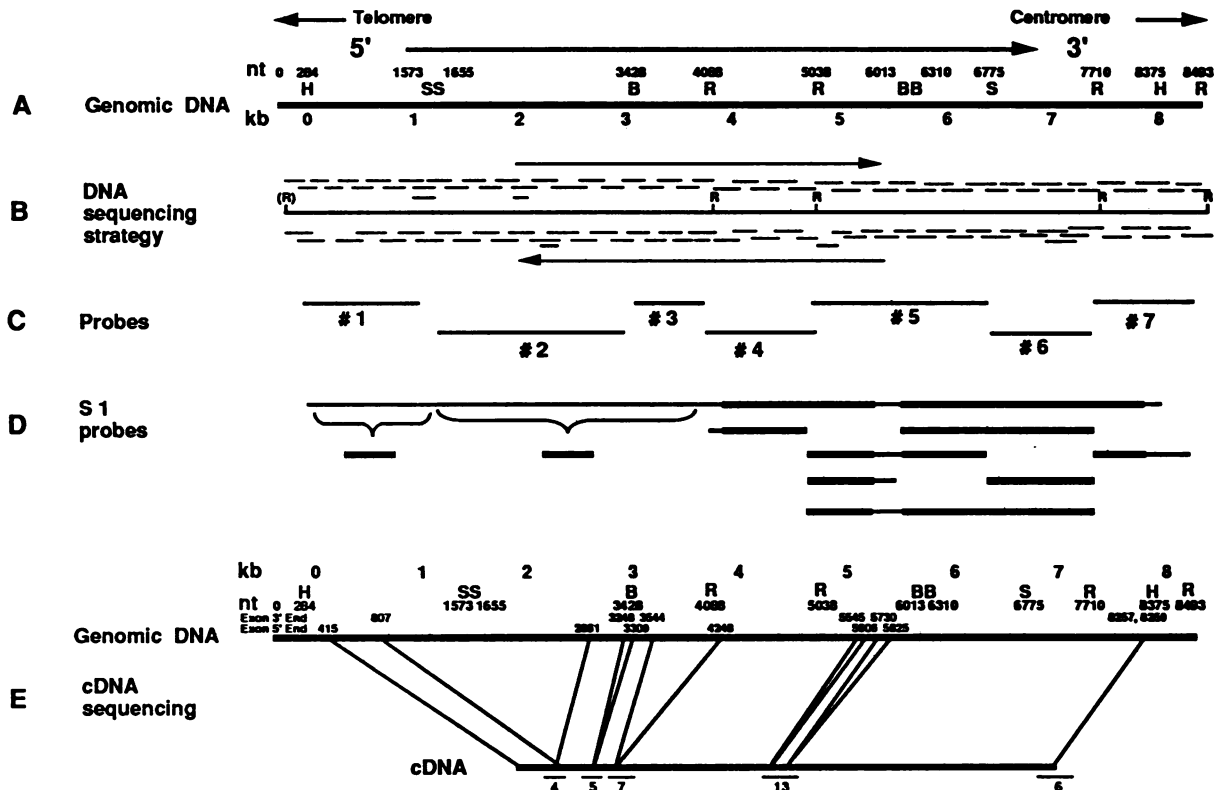 Telomere Centromere
5' 3'
nt 0 284 1573 1655 3428 4088 5038 6013 6310 6775 7710 8375 8493
H SS B R R BB S R H R
A Genomic DNA
kb 0 1 2 3 4 5 6 7 8
B DNA sequencing strategy
(R) R R R R
C Probes
#1 #2 #3 #4 #5 #6 #7
D S1 probes
kb 0 1 2 3 4 5 6 7 8
H SS B R R BB S R H R
nt 0 284 1573 1655 3428 4088 5038 6013 6310 6775 7710 8375 8493
Exon 3' End 807 3248 3544 5545 5730 8257, 8259
Exon 5' End 415 3309 4248 5825
Genomic DNA
E cDNA sequencing
cDNA
4 5 7 13 6